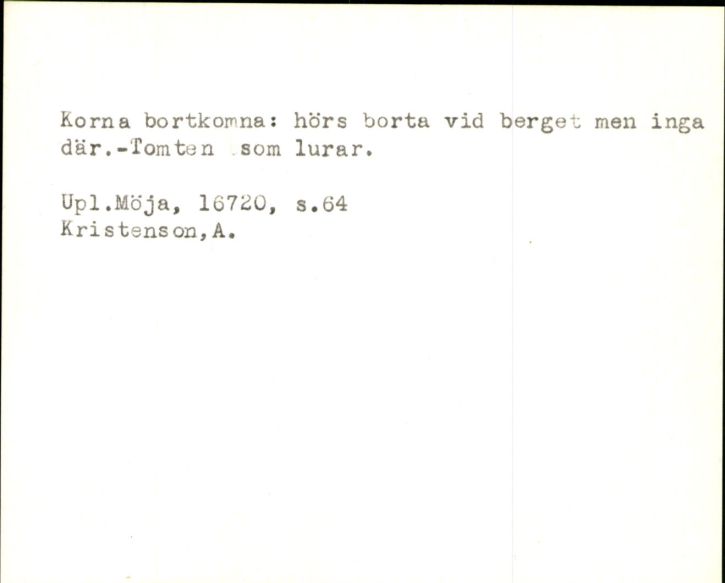 Korna bortkomna: hörs borta vid berget men inga
där.-Tomten som lurar.
Upl.Möja, 16720, s.64
Kristenson,A.